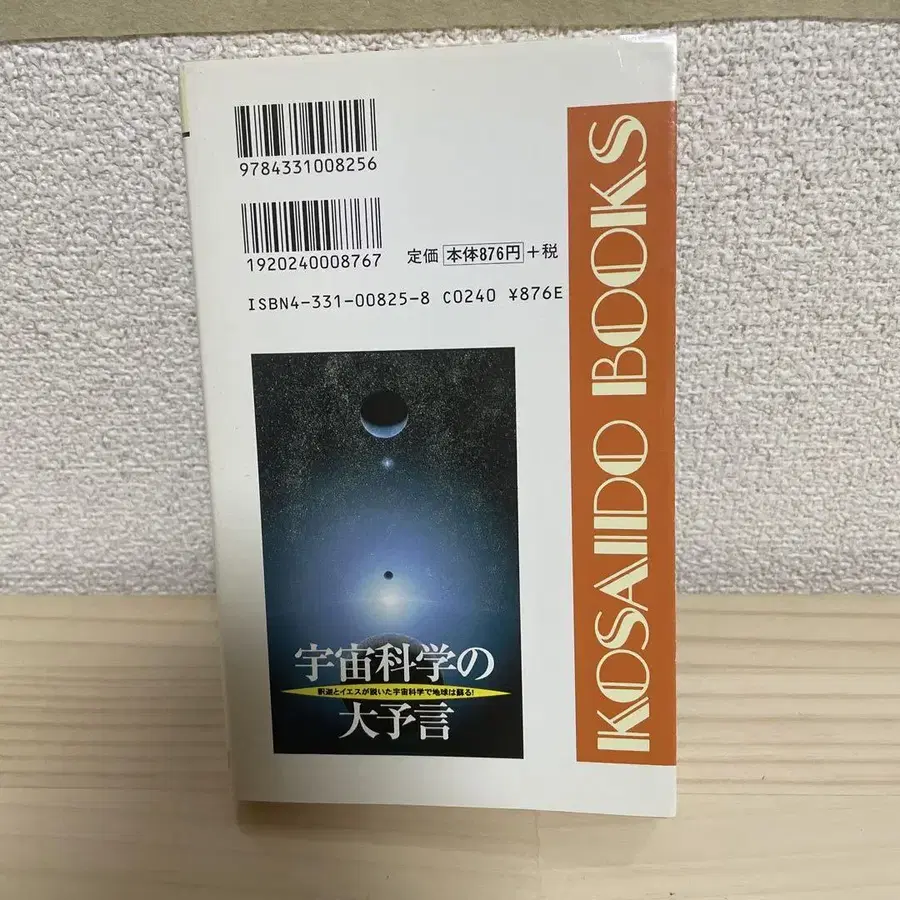 9784331008256
1920240008767
定価 本体876円 +税
ISBN4-331-00825-8 C0240 ¥876E
宇宙科学の
釈迦とイエスが説いた宇宙科学で地球は蘇る!
大予言
KOSAIDO BOOKS